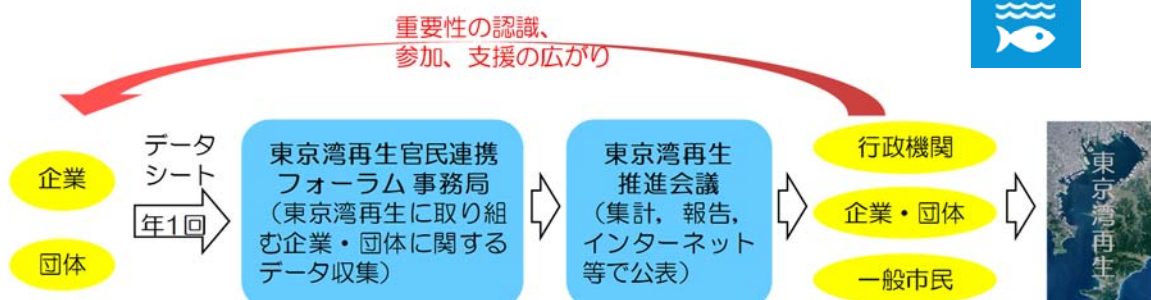 重要性の認識、
参加、支援の広がり
企業
団体
データ
シート
年1回
東京湾再生官民連携
フォーラム 事務局
（東京湾再生に取り組
む企業・団体に関する
データ収集）
東京湾再生
推進会議
（集計，報告，
インターネット
等で公表）
行政機関
企業・団体
一般市民
東京湾再生